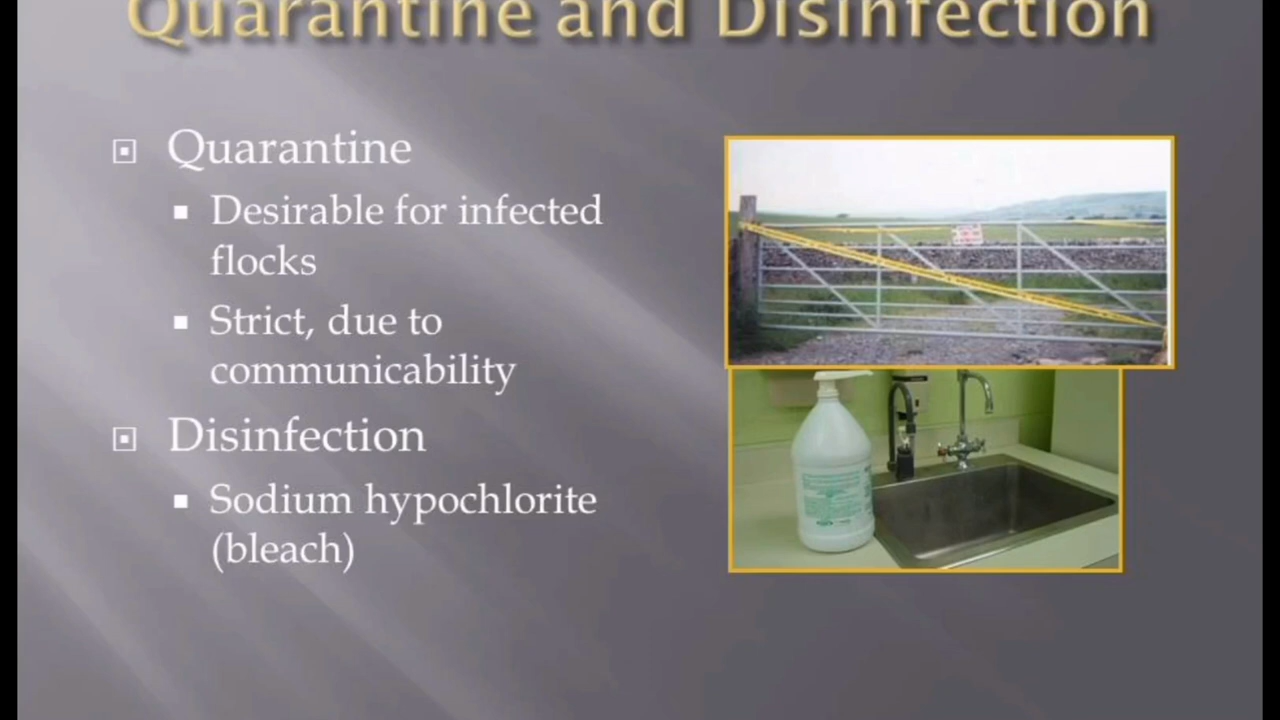 Quarantine and Disinfection
Quarantine
Desirable for infected
flocks
Strict, due to
communicability
Disinfection
Sodium hypochlorite
(bleach)